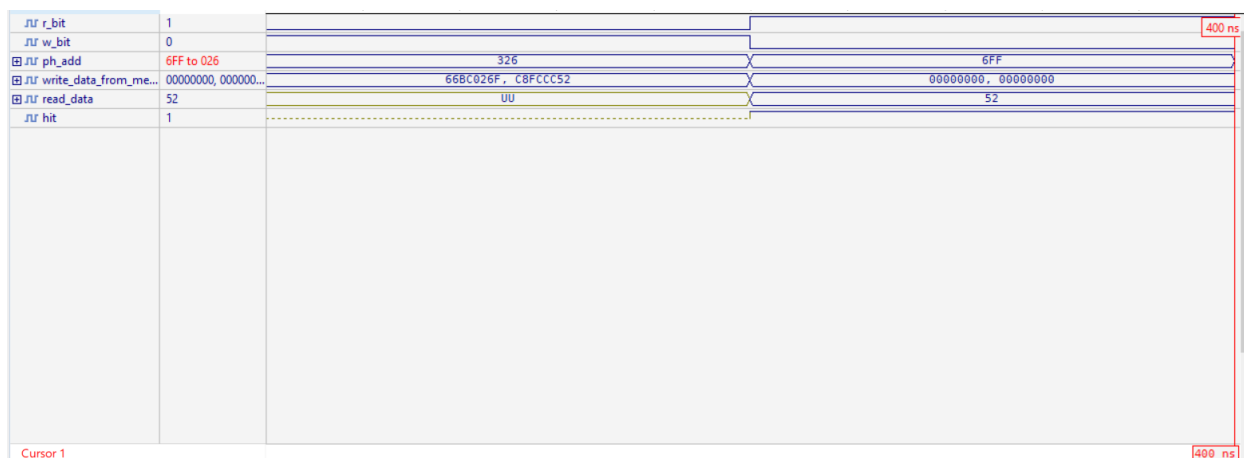 r_bit 1 400 ns
w_bit 0
ph_add 6FF to 026 326 6FF
write_data_from_me... 00000000, 000000... 66BC026F, C8FCCC52 00000000, 00000000
read_data 52 UU 52
hit 1
Cursor 1 400 ns